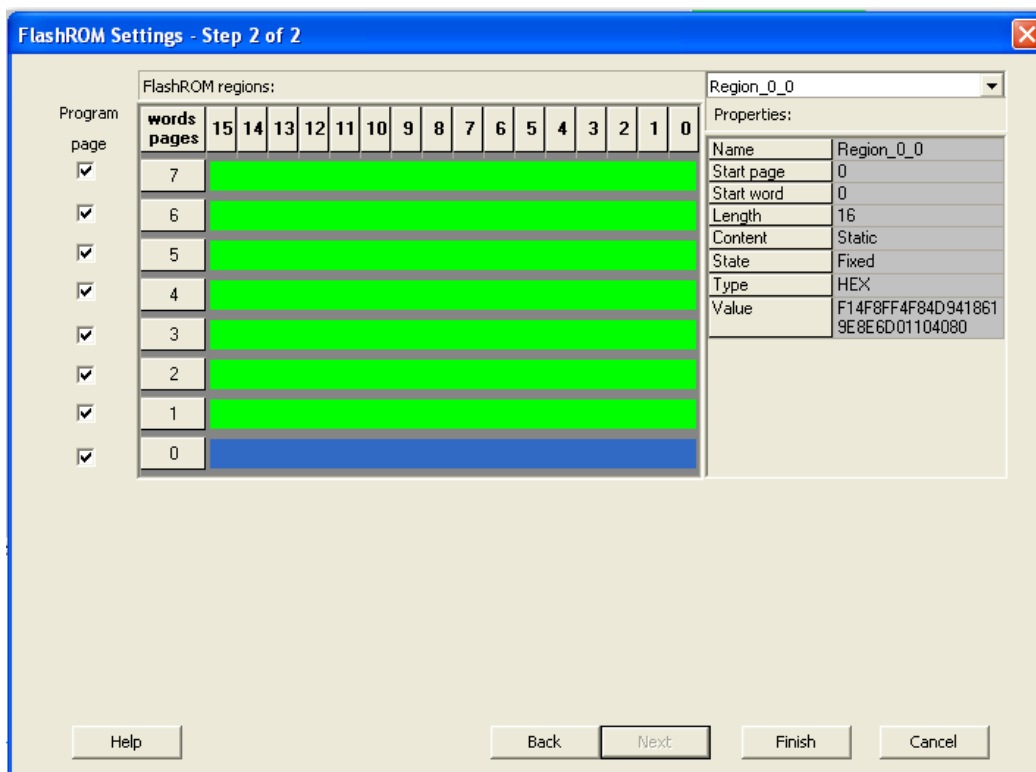 FlashROM Settings - Step 2 of 2
FlashROM regions:
Region_0_0
Program
page
words
pages
15 14 13 12 11 10 9 8 7 6 5 4 3 2 1 0
Properties:
7
6
5
4
3
2
1
0
Name Region_0_0
Start page 0
Start word 0
Length 16
Content Static
State Fixed
Type HEX
Value F14F8FF4F84D941861
9E8E6D01104080
Help
Back
Next
Finish
Cancel